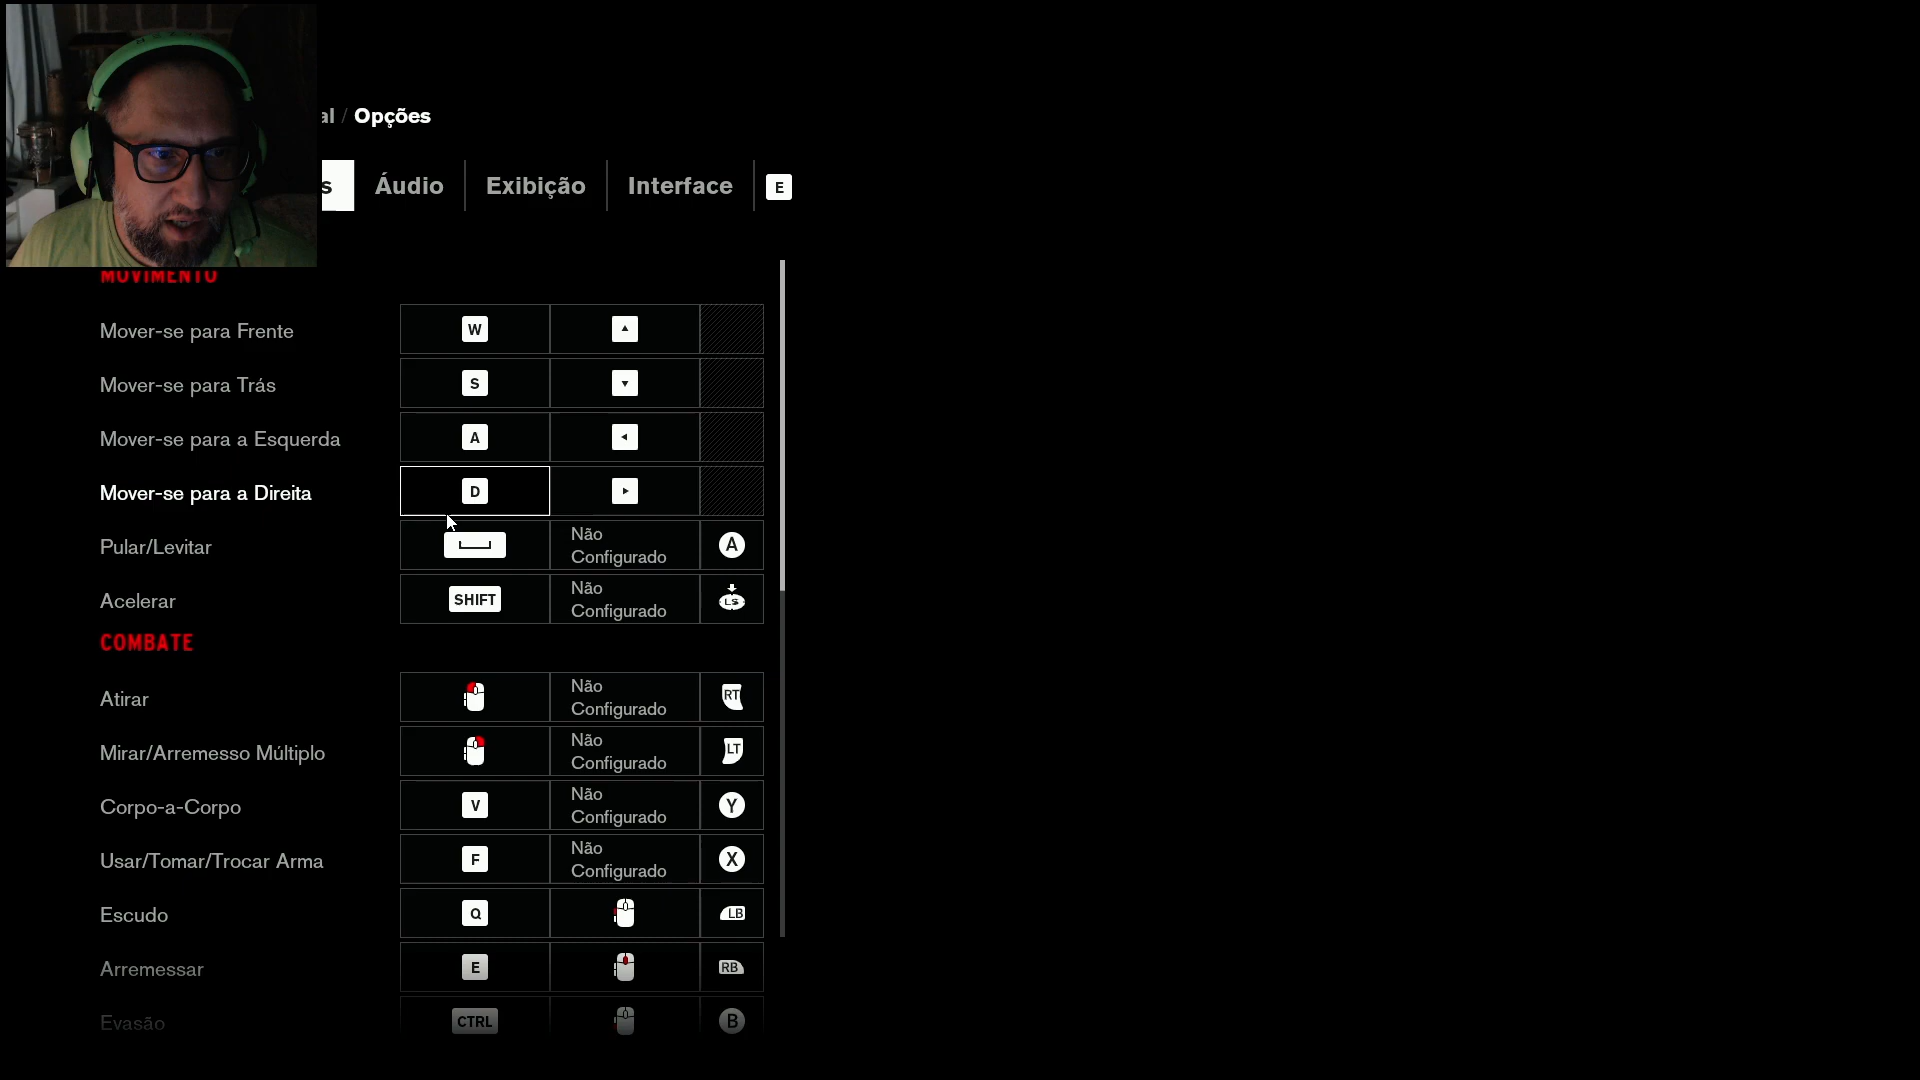 al / Opções
s Áudio Exibição Interface E
MOVIMENTO
Mover-se para Frente W
Mover-se para Trás S
Mover-se para a Esquerda A
Mover-se para a Direita D
Pular/Levitar Não Configurado A
Acelerar SHIFT Não Configurado LS
COMBATE
Atirar Não Configurado RT
Mirar/Arremesso Múltiplo Não Configurado LT
Corpo-a-Corpo V Não Configurado Y
Usar/Tomar/Trocar Arma F Não Configurado X
Escudo Q LB
Arremessar E RB
Evasão CTRL B